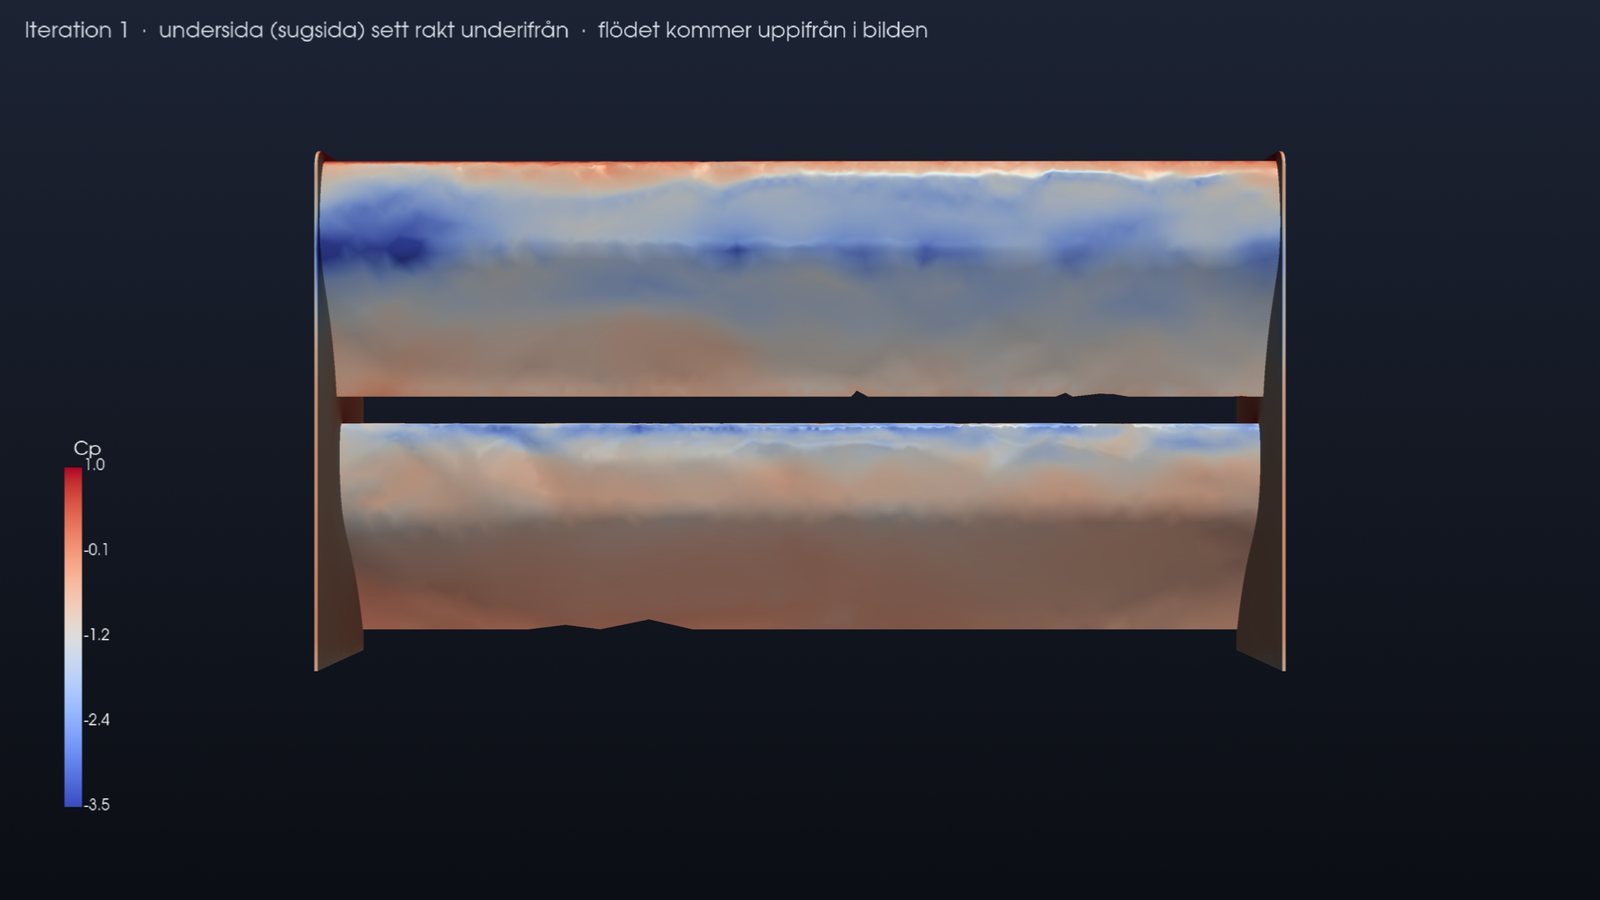 Iteration 1 · undersida (sugsida) sett rakt underifrån · flödet kommer uppifrån i bilden
Cp
1.0
-0.1
-1.2
-2.4
-3.5